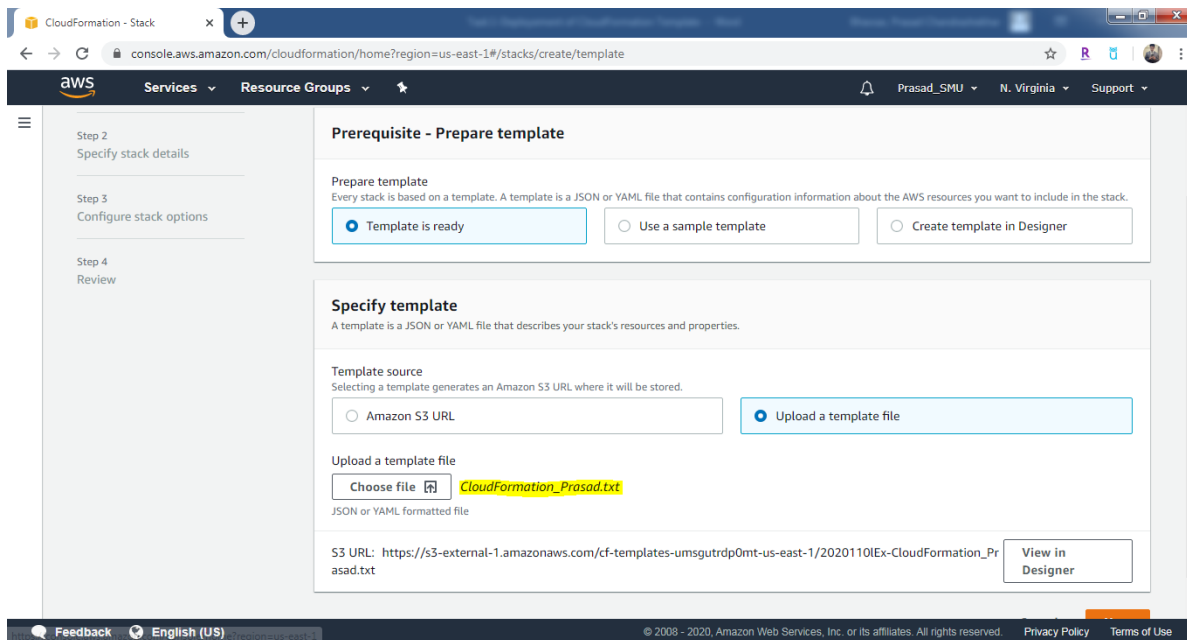 CloudFormation - Stack
console.aws.amazon.com/cloudformation/home?region=us-east-1#/stacks/create/template
aws Services Resource Groups Prasad_SMU N. Virginia Support
Step 2
Specify stack details
Step 3
Configure stack options
Step 4
Review
Prerequisite - Prepare template
Prepare template
Every stack is based on a template. A template is a JSON or YAML file that contains configuration information about the AWS resources you want to include in the stack.
Template is ready Use a sample template Create template in Designer
Specify template
A template is a JSON or YAML file that describes your stack's resources and properties.
Template source
Selecting a template generates an Amazon S3 URL where it will be stored.
Amazon S3 URL Upload a template file
Upload a template file
Choose file CloudFormation_Prasad.txt
JSON or YAML formatted file
S3 URL: https://s3-external-1.amazonaws.com/cf-templates-umsgutrdp0mt-us-east-1/2020110lEx-CloudFormation_Pr
asad.txt
View in
Designer
Feedback English (US) © 2008 - 2020, Amazon Web Services, Inc. or its affiliates. All rights reserved. Privacy Policy Terms of Use